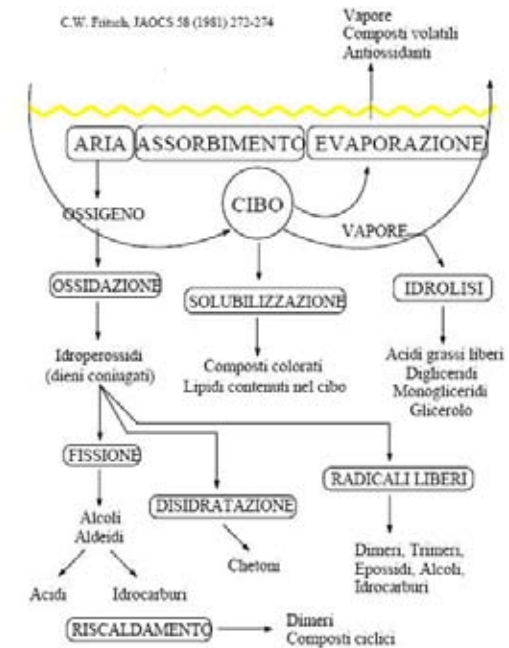 C.W. Fritsch, JAOCS 58 (1981) 272-274
Vapore
Composti volatili
Antiossidanti
ARIA
ASSORBIMENTO
EVAPORAZIONE
OSSIGENO
CIBO
VAPORE
OSSIDAZIONE
SOLUBILIZZAZIONE
IDROLISI
Idroperossidi
(dieni coniugati)
Composti colorati
Lipidi contenuti nel cibo
Acidi grassi liberi
Digliceridi
Monogliceridi
Glicerolo
FISSIONE
DISIDRATAZIONE
RADICALI LIBERI
Alcoli
Aldeidi
Chetoni
Dimeri, Trimeri,
Epossidi, Alcoli,
Idrocarburi
Acidi
Idrocarburi
RISCALDAMENTO
Dimeri
Composti ciclici